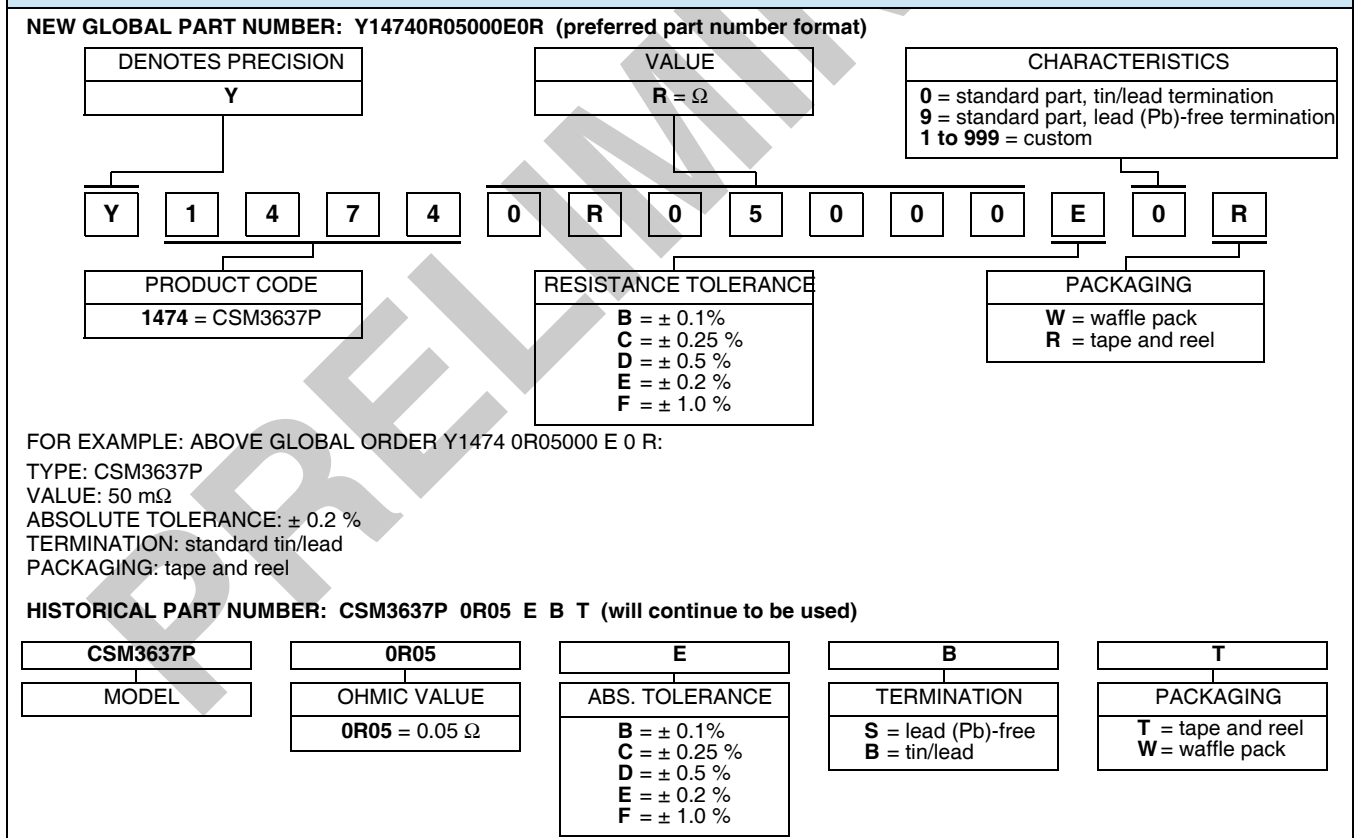 NEW GLOBAL PART NUMBER: Y14740R05000E0R (preferred part number format)
DENOTES PRECISION
Y
VALUE
R = Ω
CHARACTERISTICS
0 = standard part, tin/lead termination
9 = standard part, lead (Pb)-free termination
1 to 999 = custom
Y 1 4 7 4 0 R 0 5 0 0 0 E 0 R
PRODUCT CODE
1474 = CSM3637P
RESISTANCE TOLERANCE
B = ± 0.1%
C = ± 0.25 %
D = ± 0.5 %
E = ± 0.2 %
F = ± 1.0 %
PACKAGING
W = waffle pack
R = tape and reel
FOR EXAMPLE: ABOVE GLOBAL ORDER Y1474 0R05000 E 0 R:
TYPE: CSM3637P
VALUE: 50 mΩ
ABSOLUTE TOLERANCE: ± 0.2 %
TERMINATION: standard tin/lead
PACKAGING: tape and reel
HISTORICAL PART NUMBER: CSM3637P 0R05 E B T (will continue to be used)
CSM3637P
MODEL
0R05
OHMIC VALUE
0R05 = 0.05 Ω
E
ABS. TOLERANCE
B = ± 0.1%
C = ± 0.25 %
D = ± 0.5 %
E = ± 0.2 %
F = ± 1.0 %
B
TERMINATION
S = lead (Pb)-free
B = tin/lead
T
PACKAGING
T = tape and reel
W = waffle pack
PRELIMIN